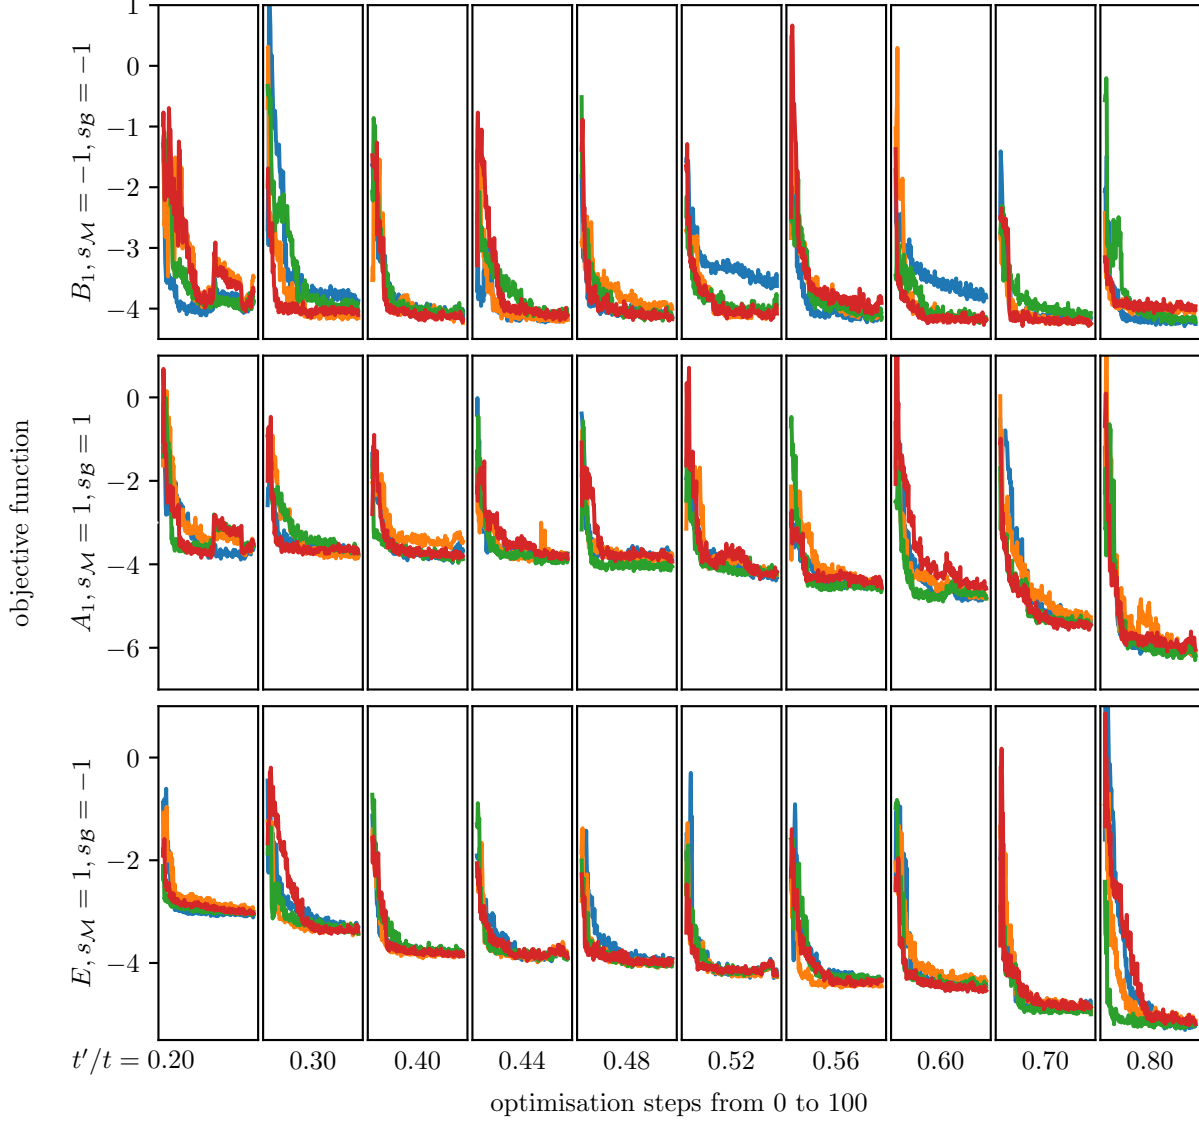 objective function
B₁, s_ℳ = −1, s_ℬ = −1
1
0
−1
−2
−3
−4
A₁, s_ℳ = 1, s_ℬ = 1
0
−2
−4
−6
E, s_ℳ = 1, s_ℬ = −1
0
−2
−4
t′/t = 0.20 0.30 0.40 0.44 0.48 0.52 0.56 0.60 0.70 0.80
optimisation steps from 0 to 100